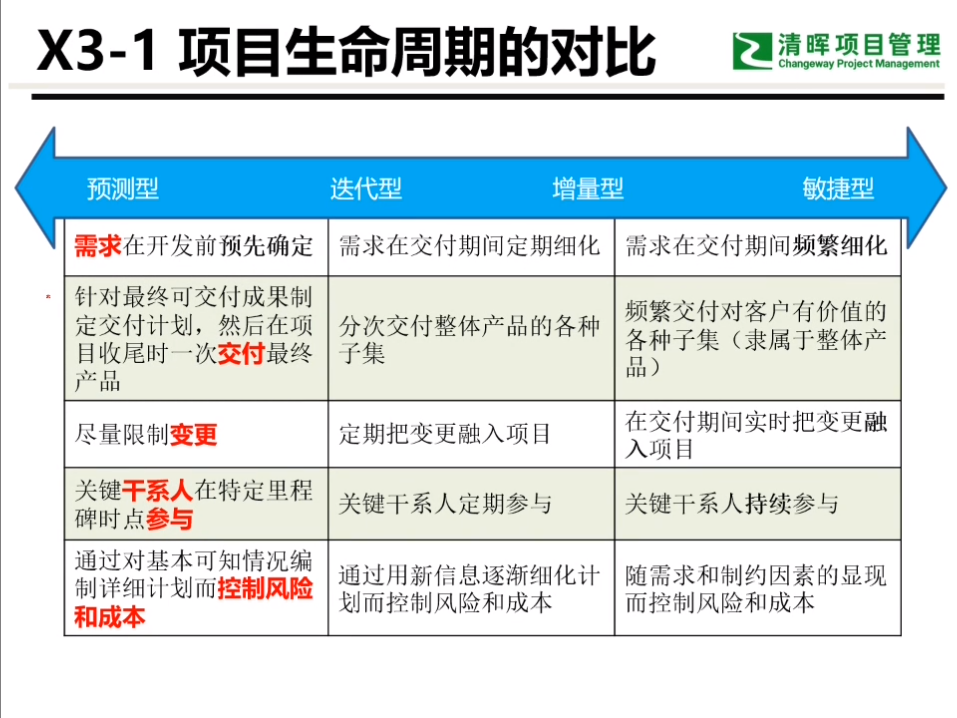 X3-1 项目生命周期的对比
清晖项目管理
Changeway Project Management
预测型 迭代型 增量型 敏捷型
需求在开发前预先确定
需求在交付期间定期细化
需求在交付期间频繁细化
针对最终可交付成果制
定交付计划，然后在项
目收尾时一次交付最终
产品
分次交付整体产品的各种
子集
频繁交付对客户有价值的
各种子集（隶属于整体产
品）
尽量限制变更
定期把变更融入项目
在交付期间实时把变更融
入项目
关键干系人在特定里程
碑时点参与
关键干系人定期参与
关键干系人持续参与
通过对基本可知情况编
制详细计划而控制风险
和成本
通过用新信息逐渐细化计
划而控制风险和成本
随需求和制约因素的显现
而控制风险和成本